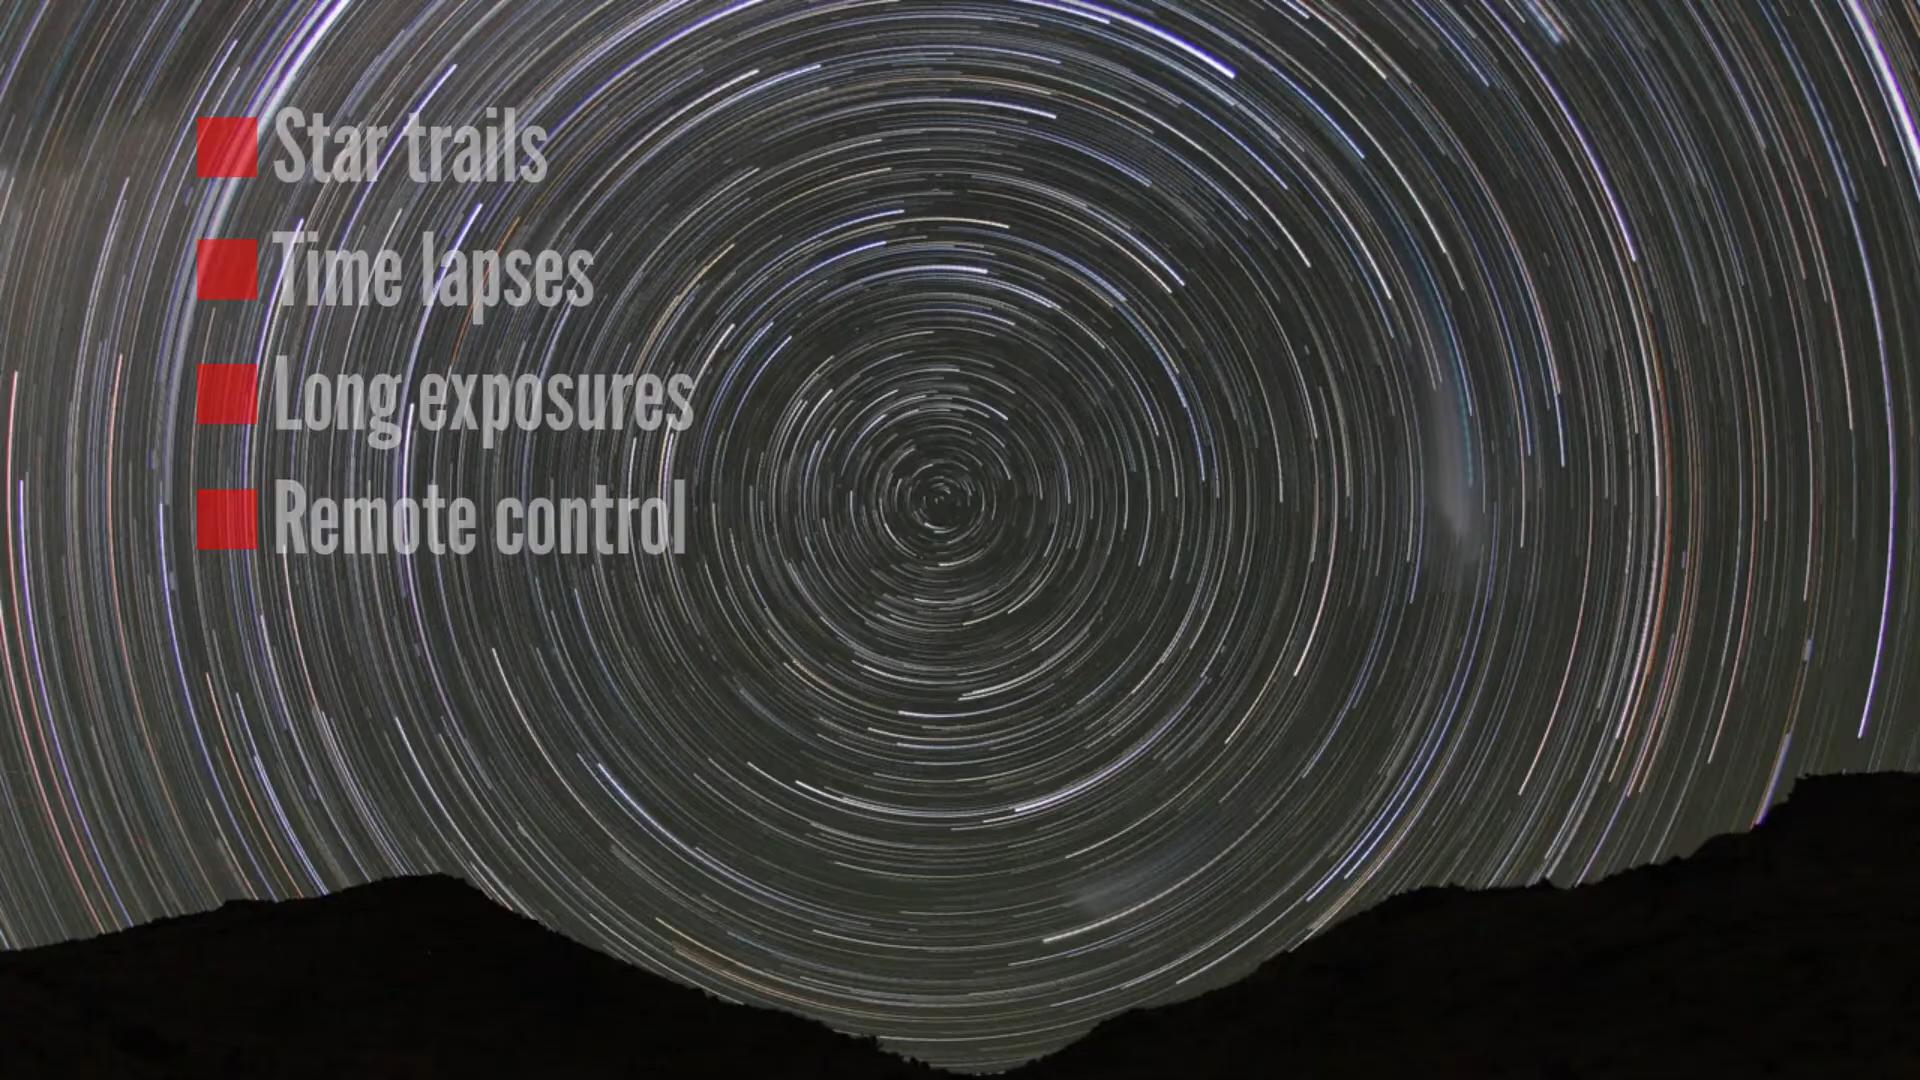 Star trails
Time lapses
Long exposures
Remote control